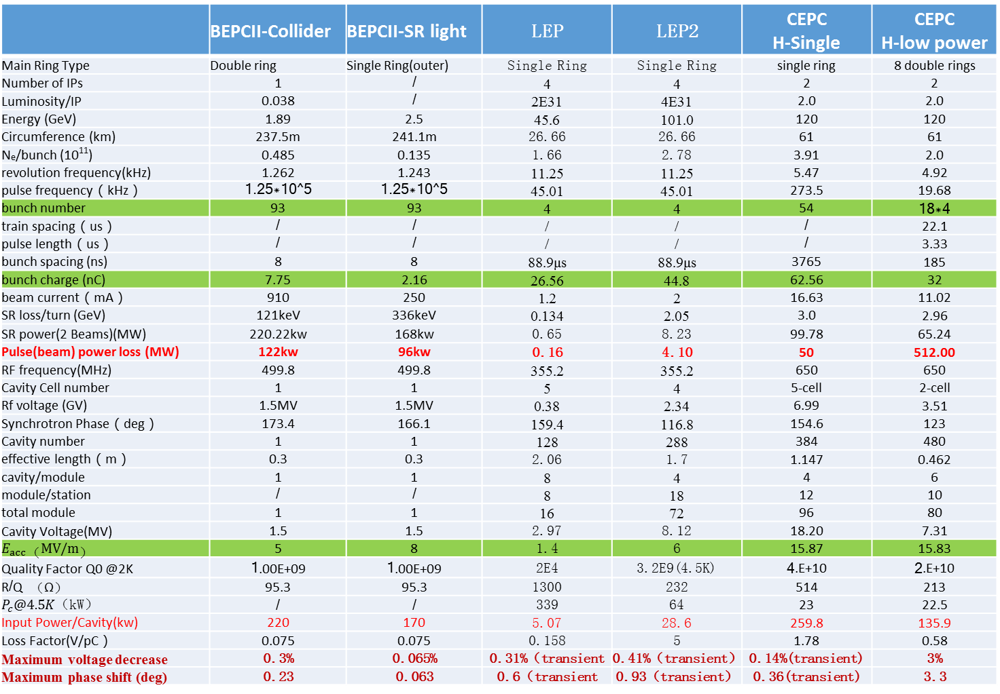 BEPCII-Collider BEPCII-SR light LEP LEP2 CEPC H-Single CEPC H-low power
Main Ring Type Double ring Single Ring(outer) Single Ring Single Ring single ring 8 double rings
Number of IPs 1 / 4 4 2 2
Luminosity/IP 0.038 / 2E31 4E31 2.0 2.0
Energy (GeV) 1.89 2.5 45.6 101.0 120 120
Circumference (km) 237.5m 241.1m 26.66 26.66 61 61
Ne/bunch (10^11) 0.485 0.135 1.66 2.78 3.91 2.0
revolution frequency(kHz) 1.262 1.243 11.25 11.25 5.47 4.92
pulse frequency（kHz） 1.25*10^5 1.25*10^5 45.01 45.01 273.5 19.68
bunch number 93 93 4 4 54 18*4
train spacing（us） / / / / / 22.1
pulse length（us） / / / / / 3.33
bunch spacing (ns) 8 8 88.9μs 88.9μs 3765 185
bunch charge (nC) 7.75 2.16 26.56 44.8 62.56 32
beam current（mA） 910 250 1.2 2 16.63 11.02
SR loss/turn (GeV) 121keV 336keV 0.134 2.05 3.0 2.96
SR power(2 Beams)(MW) 220.22kw 168kw 0.65 8.23 99.78 65.24
Pulse(beam) power loss (MW) 122kw 96kw 0.16 4.10 50 512.00
RF frequency(MHz) 499.8 499.8 355.2 355.2 650 650
Cavity Cell number 1 1 5 4 5-cell 2-cell
Rf voltage (GV) 1.5MV 1.5MV 0.38 2.34 6.99 3.51
Synchrotron Phase（deg） 173.4 166.1 159.4 116.8 154.6 123
Cavity number 1 1 128 288 384 480
effective length（m） 0.3 0.3 2.06 1.7 1.147 0.462
cavity/module 1 1 8 4 4 6
module/station / / 8 18 12 10
total module 1 1 16 72 96 80
Cavity Voltage(MV) 1.5 1.5 2.97 8.12 18.20 7.31
Eacc（MV/m） 5 8 1.4 6 15.87 15.83
Quality Factor Q0 @2K 1.00E+09 1.00E+09 2E4 3.2E9(4.5K) 4.E+10 2.E+10
R/Q （Ω） 95.3 95.3 1300 232 514 213
Pc@4.5K（kW） / / 339 64 23 22.5
Input Power/Cavity(kw) 220 170 5.07 28.6 259.8 135.9
Loss Factor(V/pC） 0.075 0.075 0.158 5 1.78 0.58
Maximum voltage decrease 0.3% 0.065% 0.31%（transient 0.41%（transient） 0.14%(transient) 3%
Maximum phase shift (deg) 0.23 0.063 0.6（transient 0.93（transient） 0.36(transient) 3.3